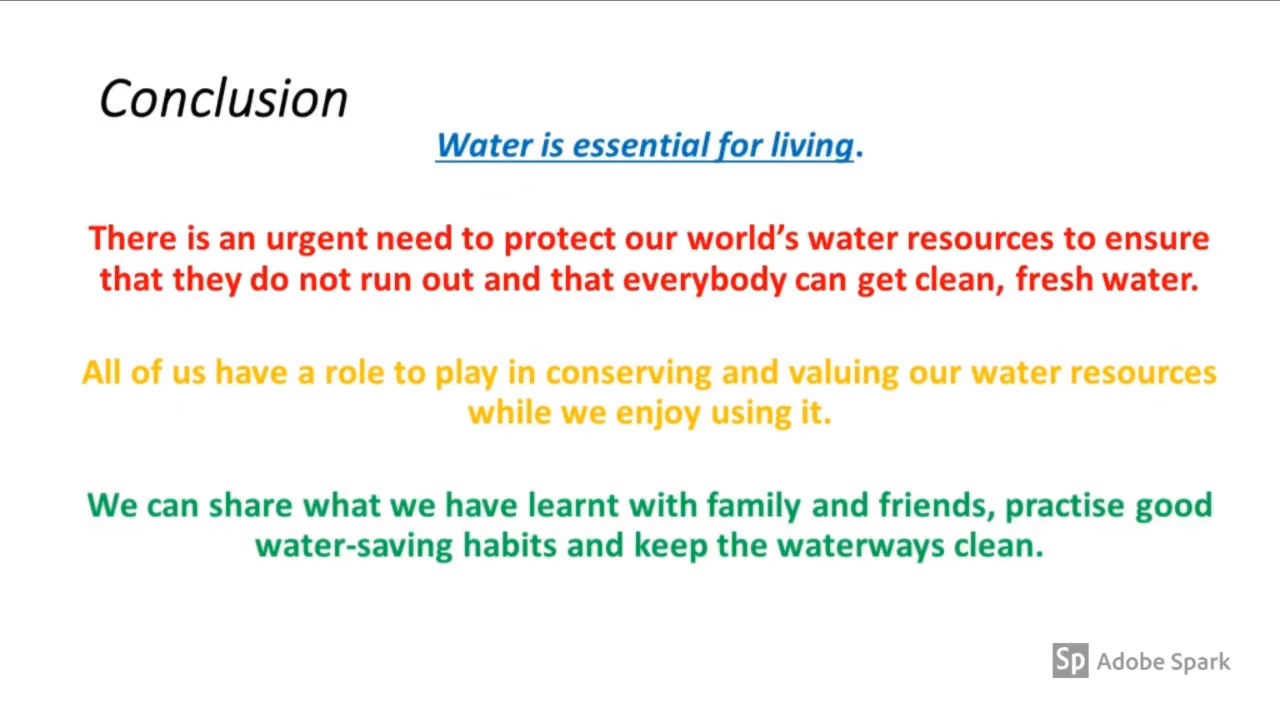 Conclusion
Water is essential for living.
There is an urgent need to protect our world’s water resources to ensure
that they do not run out and that everybody can get clean, fresh water.
All of us have a role to play in conserving and valuing our water resources
while we enjoy using it.
We can share what we have learnt with family and friends, practise good
water-saving habits and keep the waterways clean.
Sp Adobe Spark